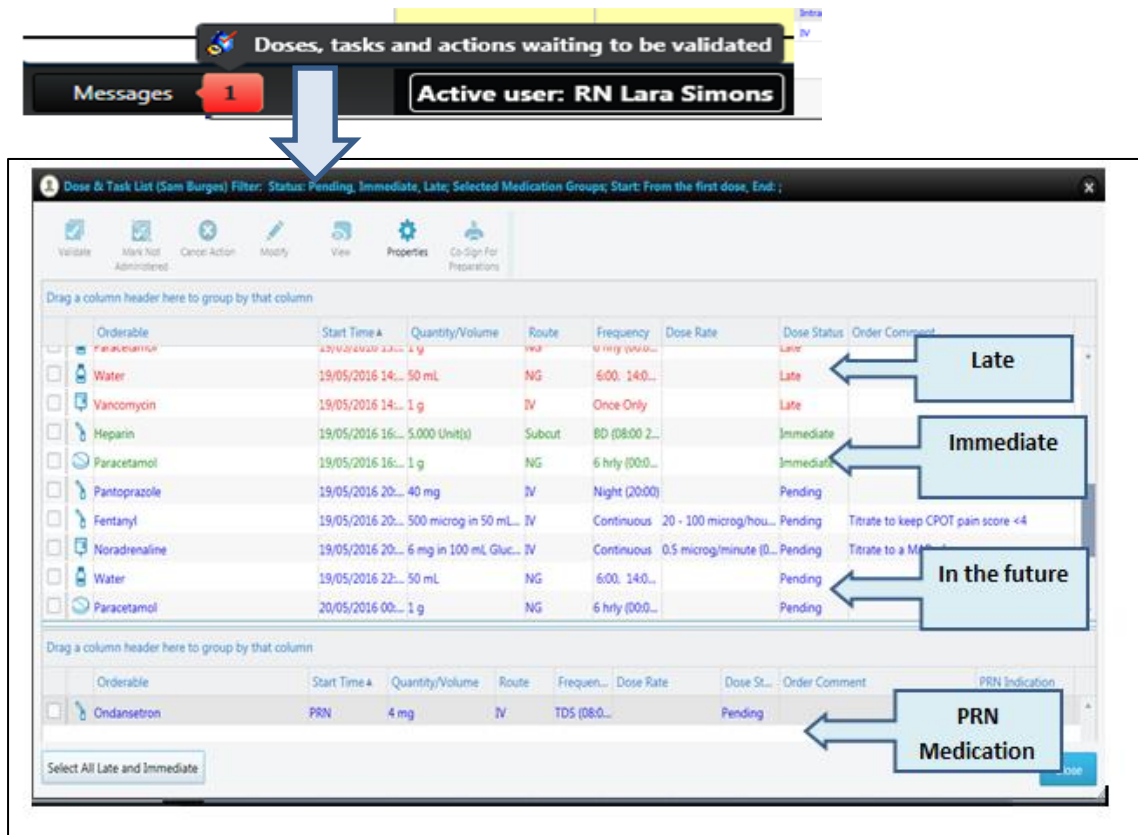 Intra
IV
Doses, tasks and actions waiting to be validated
Messages 1 Active user: RN Lara Simons
Dose & Task List (Sam Burges) Filter: Status: Pending, Immediate, Late; Selected Medication Groups; Start: From the first dose, End: ;
Validate Mark Not Administered Cancel Action Modify View Properties Co-Sign For Preparations
Drag a column header here to group by that column
Orderable Start Time Quantity/Volume Route Frequency Dose Rate Dose Status Order Comment
Paracetamol 1 g NG Late
Water 19/05/2016 14:... 50 mL NG 6:00, 14:0... Late
Late
Vancomycin 19/05/2016 14:... 1 g IV Once Only Late
Heparin 19/05/2016 16:... 5,000 Unit(s) Subcut BD (08:00 2... Immediate
Immediate
Paracetamol 19/05/2016 16:... 1 g NG 6 hrly (00:0... Immediate
Pantoprazole 19/05/2016 20:... 40 mg IV Night (20:00) Pending
Fentanyl 19/05/2016 20:... 500 microg in 50 mL... IV Continuous 20 - 100 microg/hou... Pending Titrate to keep CPOT pain score <4
Noradrenaline 19/05/2016 20:... 6 mg in 100 mL Gluc... IV Continuous 0.5 microg/minute (0... Pending Titrate to a
Water 19/05/2016 22:... 50 mL NG 6:00, 14:0... Pending
In the future
Paracetamol 20/05/2016 00:... 1 g NG 6 hrly (00:0... Pending
Drag a column header here to group by that column
Orderable Start Time Quantity/Volume Route Frequen... Dose Rate Dose St... Order Comment PRN Indication
Ondansetron PRN 4 mg IV TDS (08:0... Pending
PRN
Medication
Select All Late and Immediate Close